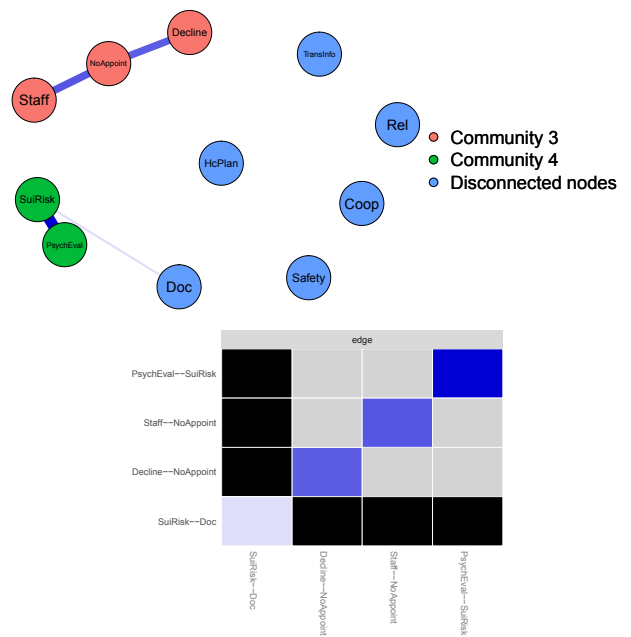 Decline
NoAppoint
Staff
TransInfo
Rel
HcPlan
Community 3
Community 4
Disconnected nodes
SuiRisk
PsychEval
Coop
Doc
Safety
edge
PsychEval−−SuiRisk
Staff−−NoAppoint
Decline−−NoAppoint
SuiRisk−−Doc
SuiRisk−−Doc
Decline−−NoAppoint
Staff−−NoAppoint
PsychEval−−SuiRisk